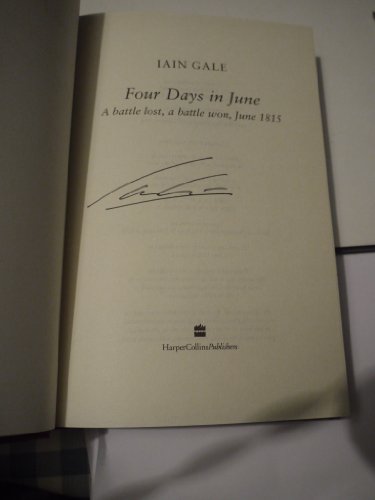 IAIN GALE
Four Days in June
A battle lost, a battle won, June 1815
HarperCollinsPublishers